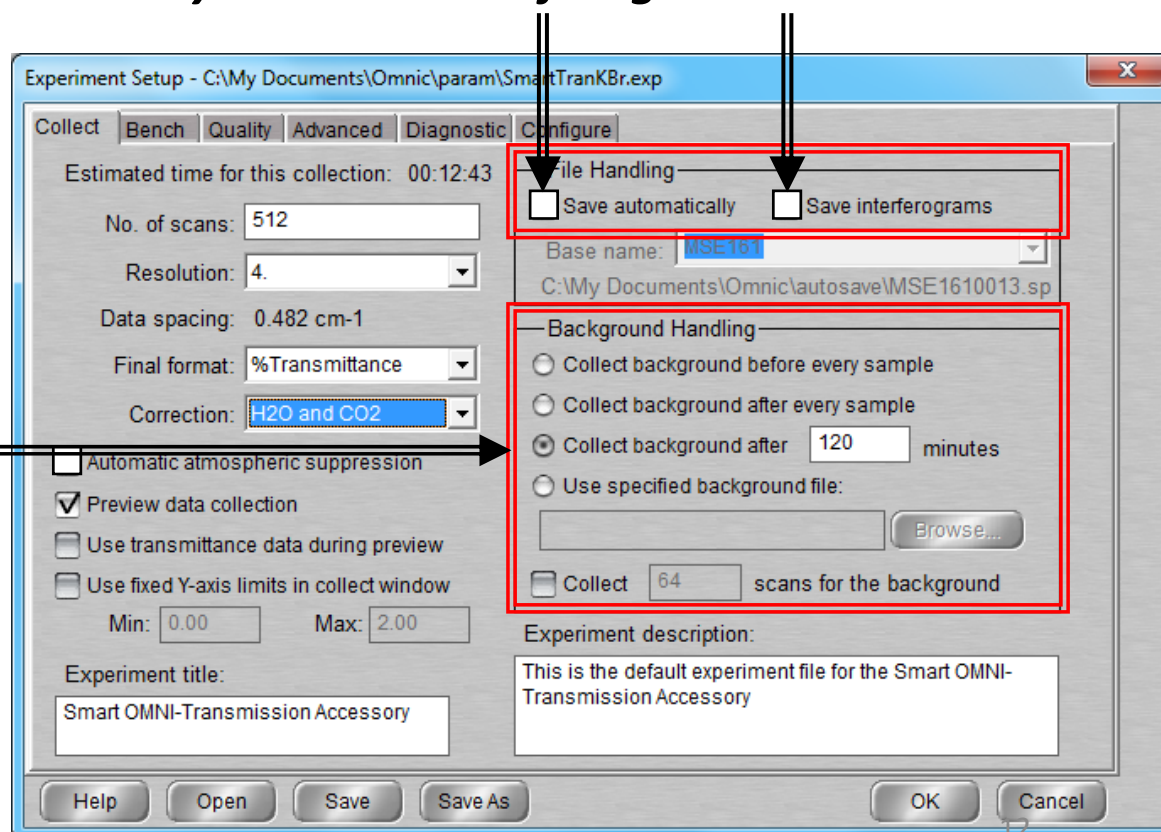 Experiment Setup - C:\My Documents\Omnic\param\SmartTranKBr.exp
Collect Bench Quality Advanced Diagnostic Configure
Estimated time for this collection: 00:12:43
No. of scans: 512
Resolution: 4.
Data spacing: 0.482 cm-1
Final format: %Transmittance
Correction: H2O and CO2
Automatic atmospheric suppression
Preview data collection
Use transmittance data during preview
Use fixed Y-axis limits in collect window
Min: 0.00 Max: 2.00
Experiment title:
Smart OMNI-Transmission Accessory
File Handling
Save automatically Save interferograms
Base name: MSE161
C:\My Documents\Omnic\autosave\MSE1610013.sp
Background Handling
Collect background before every sample
Collect background after every sample
Collect background after 120 minutes
Use specified background file:
Browse...
Collect 64 scans for the background
Experiment description:
This is the default experiment file for the Smart OMNI-
Transmission Accessory
Help Open Save Save As OK Cancel
12